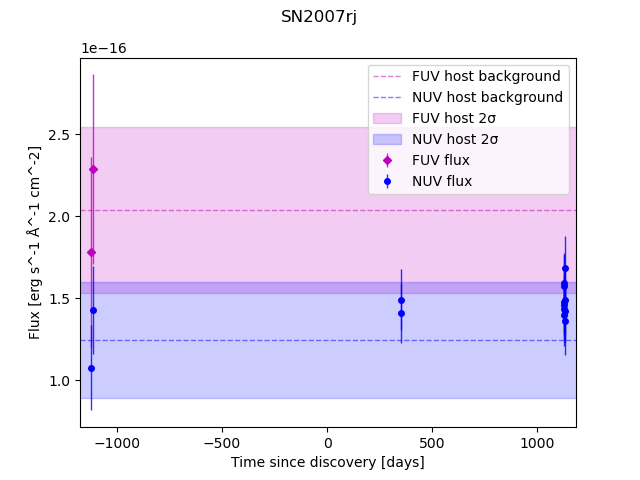 SN2007rj
1e−16
FUV host background
NUV host background
FUV host 2σ
NUV host 2σ
FUV flux
NUV flux
2.5
2.0
1.5
1.0
Flux [erg s^-1 Å^-1 cm^-2]
−1000
−500
0
500
1000
Time since discovery [days]